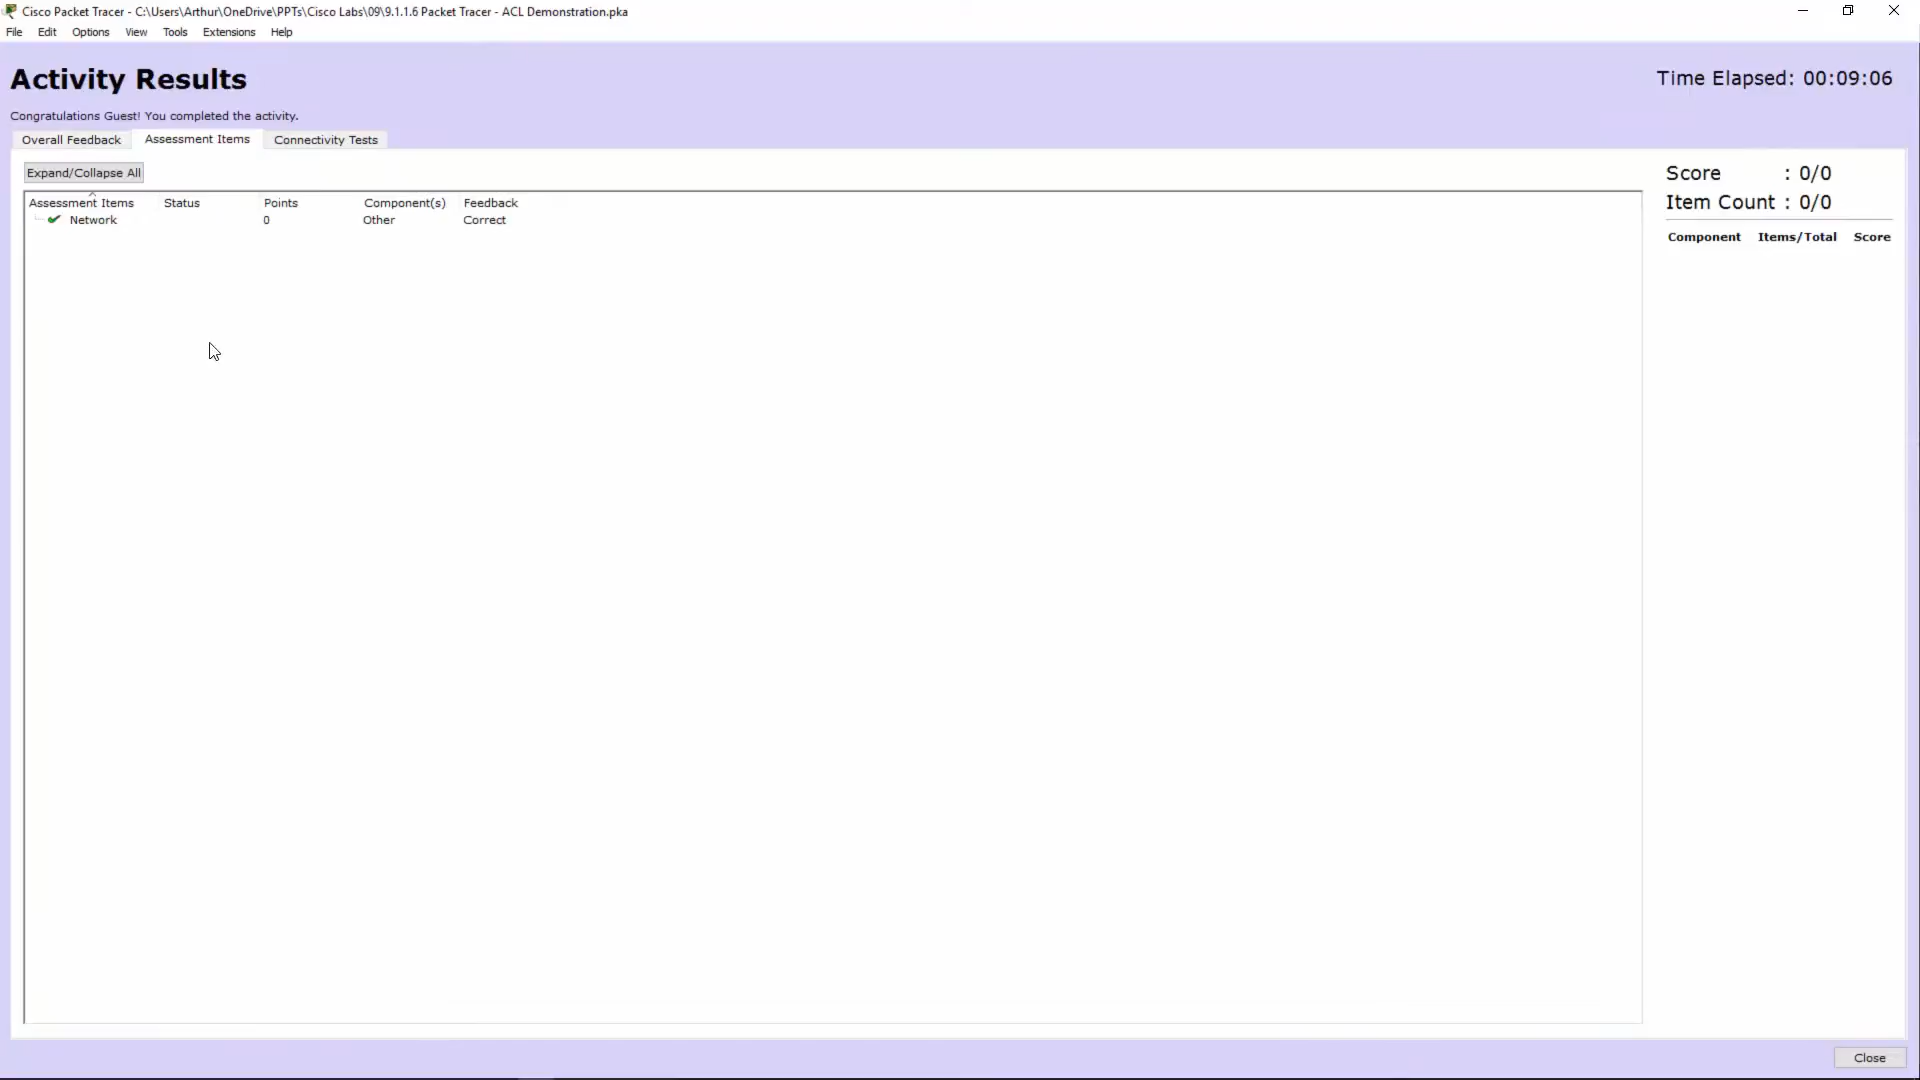 Cisco Packet Tracer - C:\Users\Arthur\OneDrive\PPTs\Cisco Labs\09\9.1.1.6 Packet Tracer - ACL Demonstration.pka
File Edit Options View Tools Extensions Help
Activity Results
Time Elapsed: 00:09:06
Congratulations Guest! You completed the activity.
Overall Feedback Assessment Items Connectivity Tests
Expand/Collapse All
Assessment Items Status Points Component(s) Feedback
Network 0 Other Correct
Score : 0/0
Item Count : 0/0
Component Items/Total Score
Close